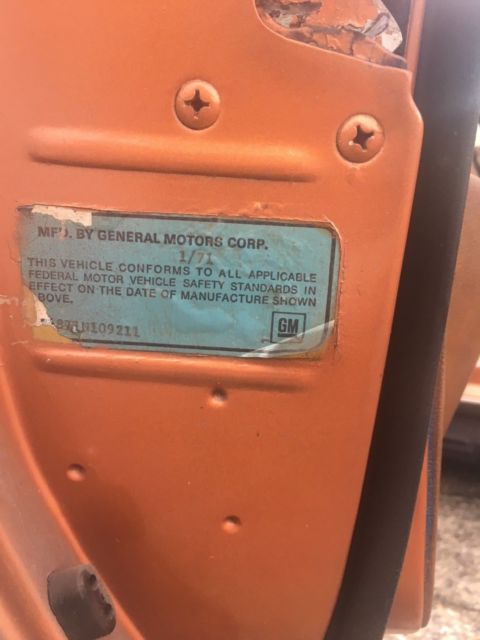 MFD. BY GENERAL MOTORS CORP.
1/71
THIS VEHICLE CONFORMS TO ALL APPLICABLE
FEDERAL MOTOR VEHICLE SAFETY STANDARDS IN
EFFECT ON THE DATE OF MANUFACTURE SHOWN
ABOVE.
871N109211
GM